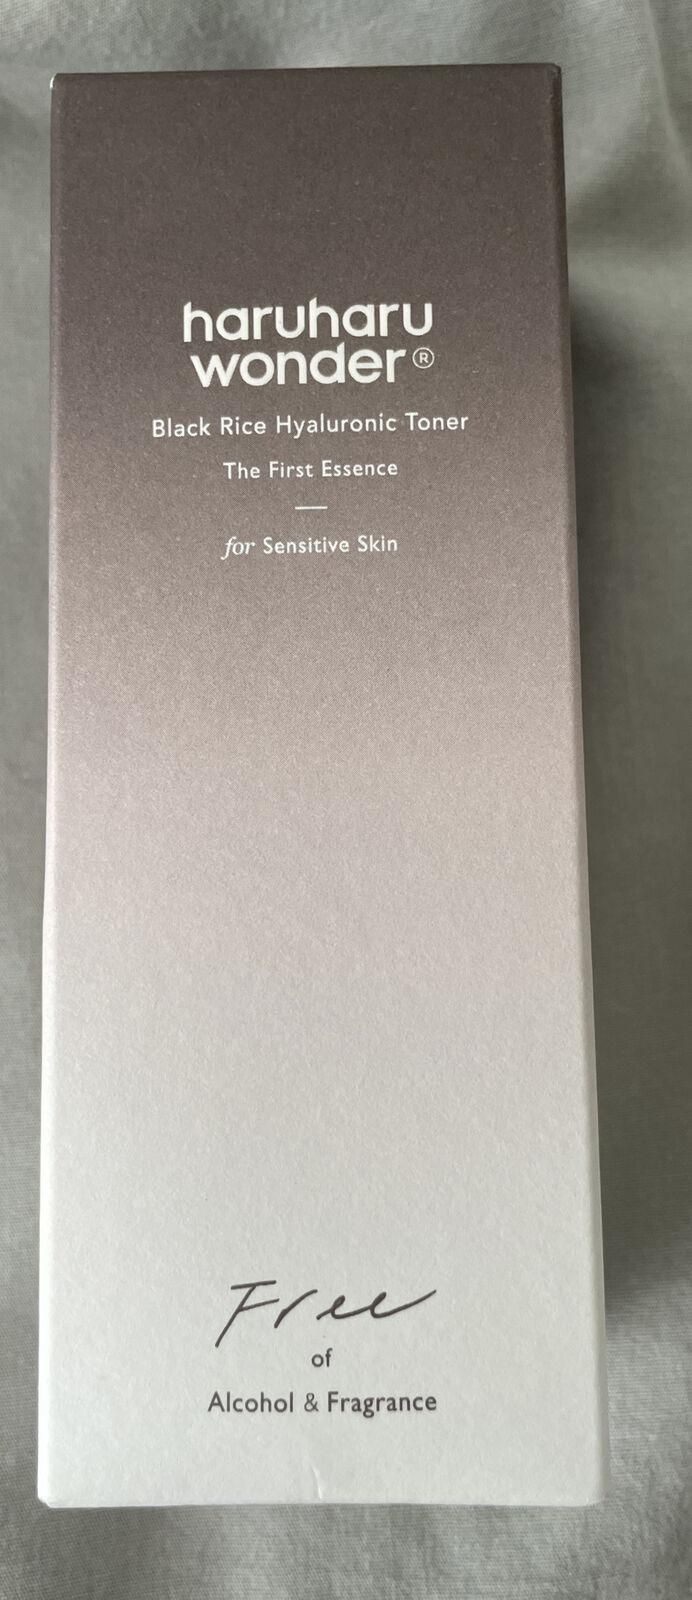 haruharu
wonder®
Black Rice Hyaluronic Toner
The First Essence
for Sensitive Skin
Free
of
Alcohol & Fragrance